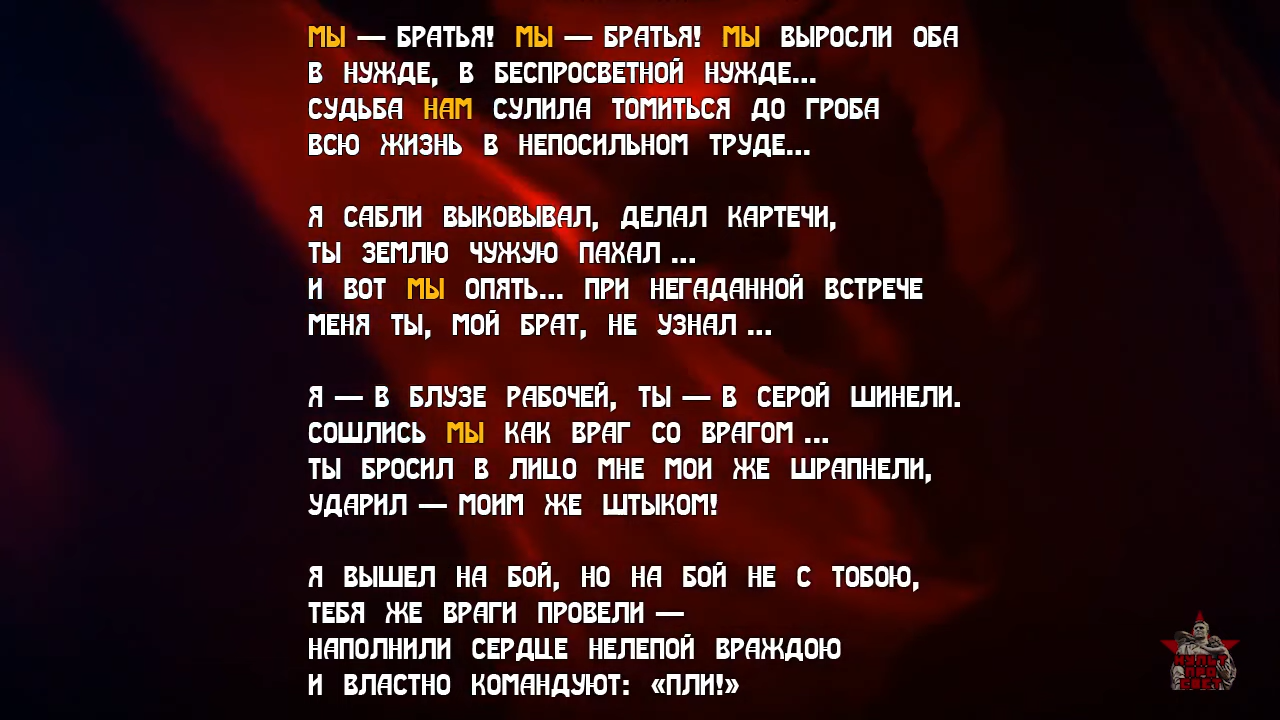 МЫ — БРАТЬЯ! МЫ — БРАТЬЯ! МЫ ВЫРОСЛИ ОБА
В НУЖДЕ, В БЕСПРОСВЕТНОЙ НУЖДЕ...
СУДЬБА НАМ СУЛИЛА ТОМИТЬСЯ ДО ГРОБА
ВСЮ ЖИЗНЬ В НЕПОСИЛЬНОМ ТРУДЕ...
Я САБЛИ ВЫКОВЫВАЛ, ДЕЛАЛ КАРТЕЧИ,
ТЫ ЗЕМЛЮ ЧУЖУЮ ПАХАЛ ...
И ВОТ МЫ ОПЯТЬ... ПРИ НЕГАДАННОЙ ВСТРЕЧЕ
МЕНЯ ТЫ, МОЙ БРАТ, НЕ УЗНАЛ ...
Я — В БЛУЗЕ РАБОЧЕЙ, ТЫ — В СЕРОЙ ШИНЕЛИ.
СОШЛИСЬ МЫ КАК ВРАГ СО ВРАГОМ ...
ТЫ БРОСИЛ В ЛИЦО МНЕ МОИ ЖЕ ШРАПНЕЛИ,
УДАРИЛ — МОИМ ЖЕ ШТЫКОМ!
Я ВЫШЕЛ НА БОЙ, НО НА БОЙ НЕ С ТОБОЮ,
ТЕБЯ ЖЕ ВРАГИ ПРОВЕЛИ —
НАПОЛНИЛИ СЕРДЦЕ НЕЛЕПОЙ ВРАЖДОЮ
И ВЛАСТНО КОМАНДУЮТ: «ПЛИ!»
КУЛЬТ
ПРО
СВЕТ